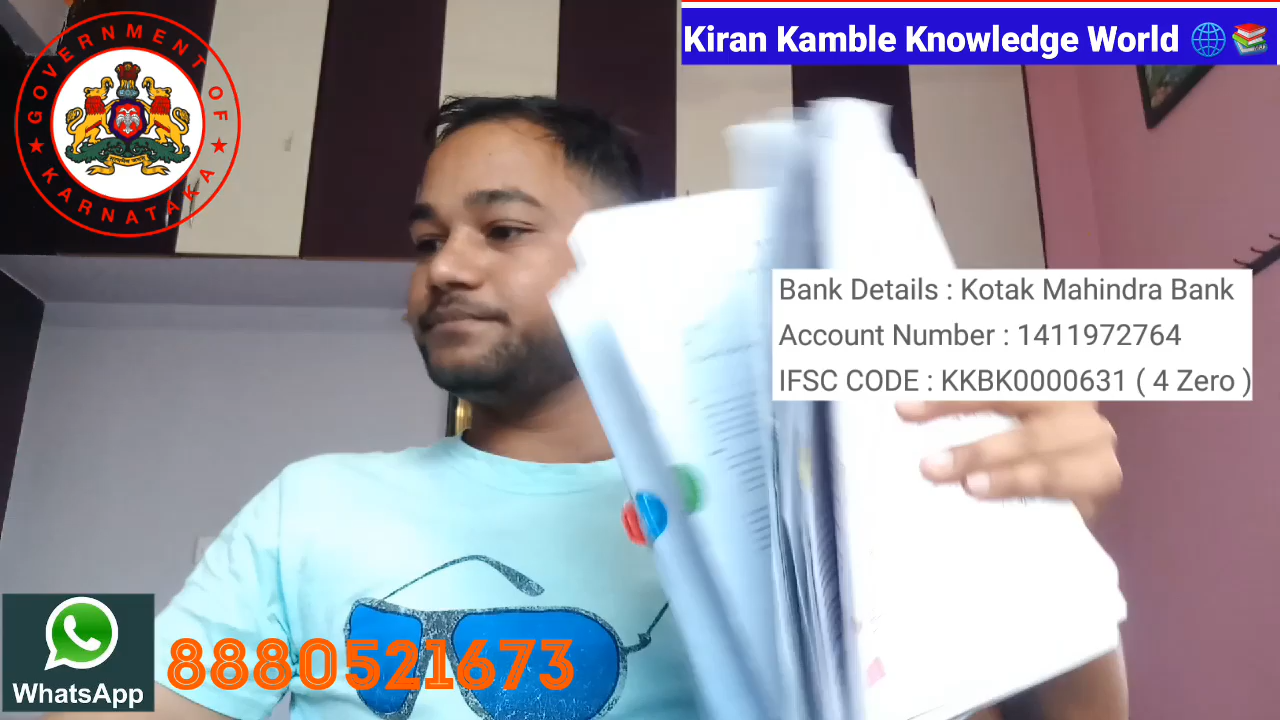 GOVERNMENT OF
KARNATAKA
Kiran Kamble Knowledge World
Bank Details : Kotak Mahindra Bank
Account Number : 1411972764
IFSC CODE : KKBK0000631 ( 4 Zero )
WhatsApp
8880521673